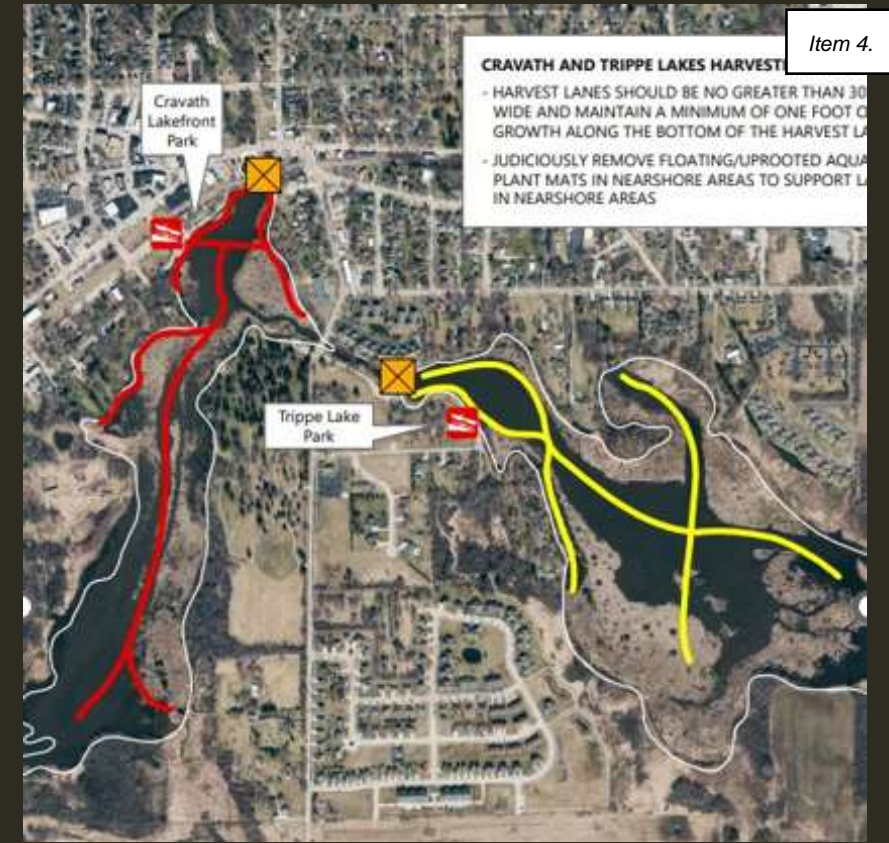 Item 4.
CRAVATH AND TRIPPE LAKES HARVESTI
- HARVEST LANES SHOULD BE NO GREATER THAN 30
WIDE AND MAINTAIN A MINIMUM OF ONE FOOT O
GROWTH ALONG THE BOTTOM OF THE HARVEST LA
- JUDICIOUSLY REMOVE FLOATING/UPROOTED AQUA
PLANT MATS IN NEARSHORE AREAS TO SUPPORT LA
IN NEARSHORE AREAS
Cravath
Lakefront
Park
Trippe Lake
Park